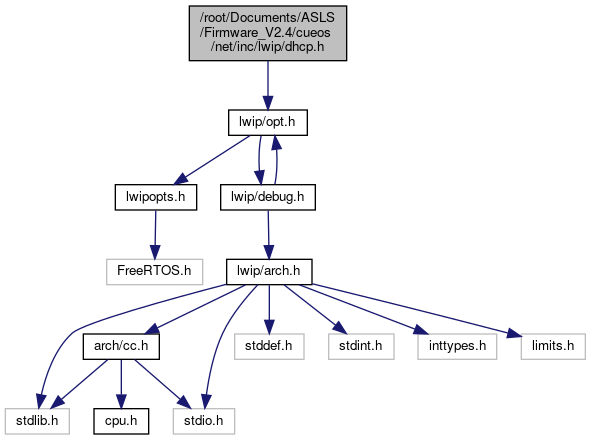 /root/Documents/ASLS
/Firmware_V2.4/cueos
/net/inc/lwip/dhcp.h
lwip/opt.h
lwipopts.h
lwip/debug.h
FreeRTOS.h
lwip/arch.h
arch/cc.h
stddef.h
stdint.h
inttypes.h
limits.h
stdlib.h
cpu.h
stdio.h